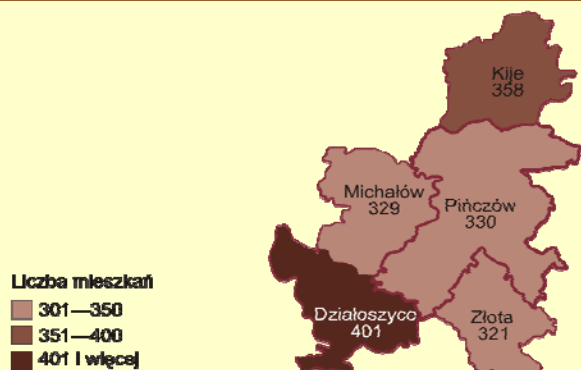 Kije
358
Michałów
329
Pińczów
330
Działoszyce
401
Złota
321
Liczba mieszkań
301—350
351—400
401 i więcej